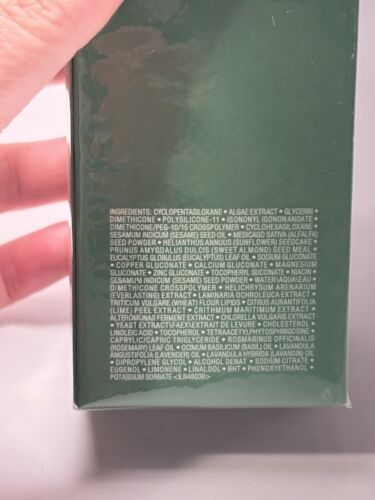 INGREDIENTS: CYCLOPENTASILOXANE • ALGAE EXTRACT • GLYCERIN
DIMETHICONE • POLYSILICONE-11 • ISONONYL ISONONANOATE •
DIMETHICONE/PEG-10/15 CROSSPOLYMER • CYCLOHEXASILOXANE •
SESAMUM INDICUM (SESAME) SEED OIL • MEDICAGO SATIVA (ALFALFA)
SEED POWDER • HELIANTHUS ANNUUS (SUNFLOWER) SEEDCAKE •
PRUNUS AMYGDALUS DULCIS (SWEET ALMOND) SEED MEAL •
EUCALYPTUS GLOBULUS (EUCALYPTUS) LEAF OIL • SODIUM GLUCONATE
• COPPER GLUCONATE • CALCIUM GLUCONATE • MAGNESIUM
GLUCONATE • ZINC GLUCONATE • TOCOPHERYL SUCCINATE • NIACIN •
SESAMUM INDICUM (SESAME) SEED POWDER • WATER\AQUA\EAU •
DIMETHICONE CROSSPOLYMER • HELICHRYSUM ARENARIUM
(EVERLASTING) EXTRACT • LAMINARIA OCHROLEUCA EXTRACT •
TRITICUM VULGARE (WHEAT) FLOUR LIPIDS • CITRUS AURANTIFOLIA
(LIME) PEEL EXTRACT • CRITHMUM MARITIMUM EXTRACT •
ALTEROMONAS FERMENT EXTRACT • CHLORELLA VULGARIS EXTRACT
• YEAST EXTRACT\FAEX\EXTRAIT DE LEVURE • CHOLESTEROL •
LINOLEIC ACID • TOCOPHEROL • TETRAACETYLPHYTOSPHINGOSINE •
CAPRYLIC/CAPRIC TRIGLYCERIDE • ROSMARINUS OFFICINALIS
(ROSEMARY) LEAF OIL • OCIMUM BASILICUM (BASIL) OIL • LAVANDULA
ANGUSTIFOLIA (LAVENDER) OIL • LAVANDULA HYBRIDA (LAVANDIN) OIL
• DIPROPYLENE GLYCOL • ALCOHOL DENAT • SODIUM CITRATE •
EUGENOL • LIMONENE • LINALOOL • BHT • PHENOXYETHANOL •
POTASSIUM SORBATE <ILN48036>